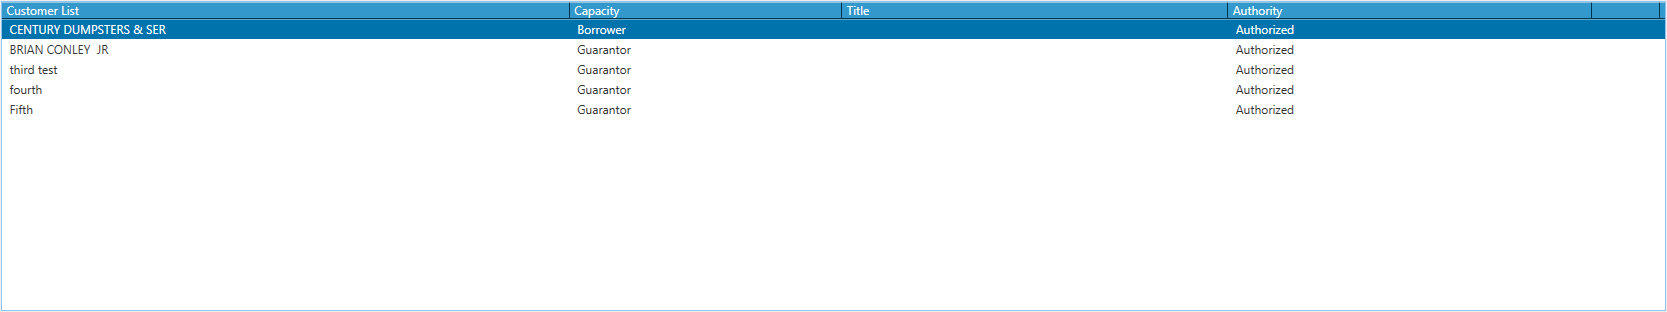 Customer List Capacity Title Authority
CENTURY DUMPSTERS & SER Borrower Authorized
BRIAN CONLEY  JR Guarantor Authorized
third test Guarantor Authorized
fourth Guarantor Authorized
Fifth Guarantor Authorized